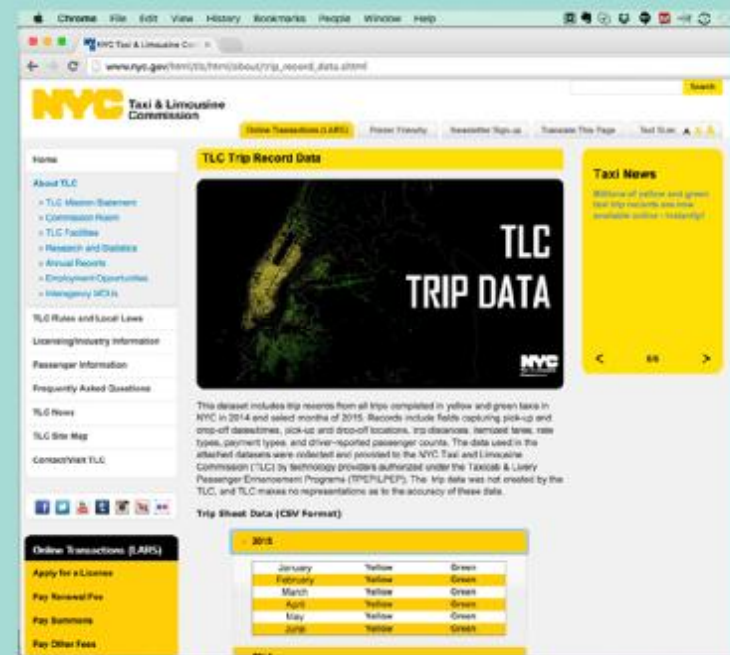 Chrome File Edit View History Bookmarks People Window Help
NYC Taxi & Limousine Con
www.nyc.gov/html/tlc/html/about/trip_record_data.shtml
Search
NYC Taxi & Limousine
Commission
Online Transactions (LARS) Printer Friendly Newsletter Sign-up Translate This Page Text Size: A A A
Home
About TLC
» TLC Mission Statement
» Commission Room
» TLC Facilities
» Research and Statistics
» Annual Reports
» Employment Opportunities
» Interagency MOUs
TLC Rules and Local Laws
Licensing/Industry Information
Passenger Information
Frequently Asked Questions
TLC News
TLC Site Map
Contact/Visit TLC
Online Transactions (LARS)
Apply for a License
Pay Renewal Fee
Pay Summons
Pay Other Fees
TLC Trip Record Data
TLC
TRIP DATA
NYC
This dataset includes trip records from all trips completed in yellow and green taxis in
NYC in 2014 and select months of 2015. Records include fields capturing pick-up and
drop-off dates/times, pick-up and drop-off locations, trip distances, itemized fares, rate
types, payment types, and driver-reported passenger counts. The data used in the
attached datasets were collected and provided to the NYC Taxi and Limousine
Commission (TLC) by technology providers authorized under the Taxicab & Livery
Passenger Enhancement Programs (TPEP/LPEP). The trip data was not created by the
TLC, and TLC makes no representations as to the accuracy of these data.
Trip Sheet Data (CSV Format)
2015
January Yellow Green
February Yellow Green
March Yellow Green
April Yellow Green
May Yellow Green
June Yellow Green
Taxi News
Millions of yellow and green
taxi trip records are now
available online - instantly!
< >